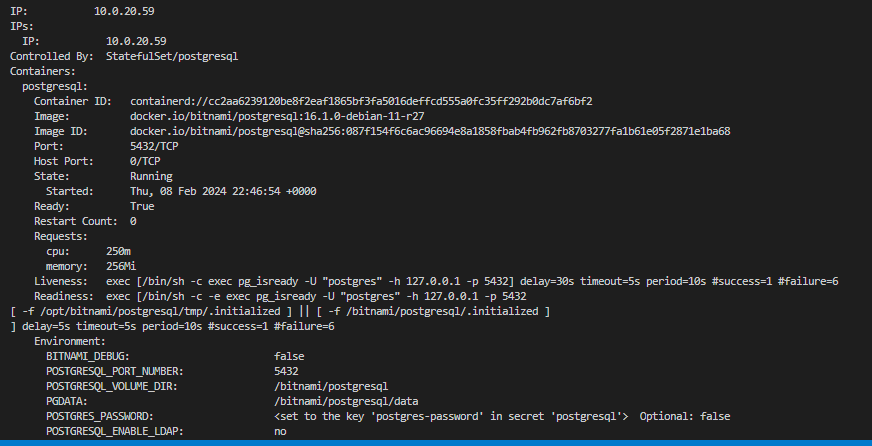 IP:           10.0.20.59
IPs:
  IP:           10.0.20.59
Controlled By:  StatefulSet/postgresql
Containers:
  postgresql:
    Container ID:   containerd://cc2aa6239120be8f2eaf1865bf3fa5016deffcd555a0fc35ff292b0dc7af6bf2
    Image:          docker.io/bitnami/postgresql:16.1.0-debian-11-r27
    Image ID:       docker.io/bitnami/postgresql@sha256:087f154f6c6ac96694e8a1858fbab4fb962fb8703277fa1b61e05f2871e1ba68
    Port:           5432/TCP
    Host Port:      0/TCP
    State:          Running
      Started:      Thu, 08 Feb 2024 22:46:54 +0000
    Ready:          True
    Restart Count:  0
    Requests:
      cpu:      250m
      memory:   256Mi
    Liveness:   exec [/bin/sh -c exec pg_isready -U "postgres" -h 127.0.0.1 -p 5432] delay=30s timeout=5s period=10s #success=1 #failure=6
    Readiness:  exec [/bin/sh -c -e exec pg_isready -U "postgres" -h 127.0.0.1 -p 5432
[ -f /opt/bitnami/postgresql/tmp/.initialized ] || [ -f /bitnami/postgresql/.initialized ]
] delay=5s timeout=5s period=10s #success=1 #failure=6
    Environment:
      BITNAMI_DEBUG:                        false
      POSTGRESQL_PORT_NUMBER:               5432
      POSTGRESQL_VOLUME_DIR:                /bitnami/postgresql
      PGDATA:                               /bitnami/postgresql/data
      POSTGRES_PASSWORD:                    <set to the key 'postgres-password' in secret 'postgresql'>  Optional: false
      POSTGRESQL_ENABLE_LDAP:               no